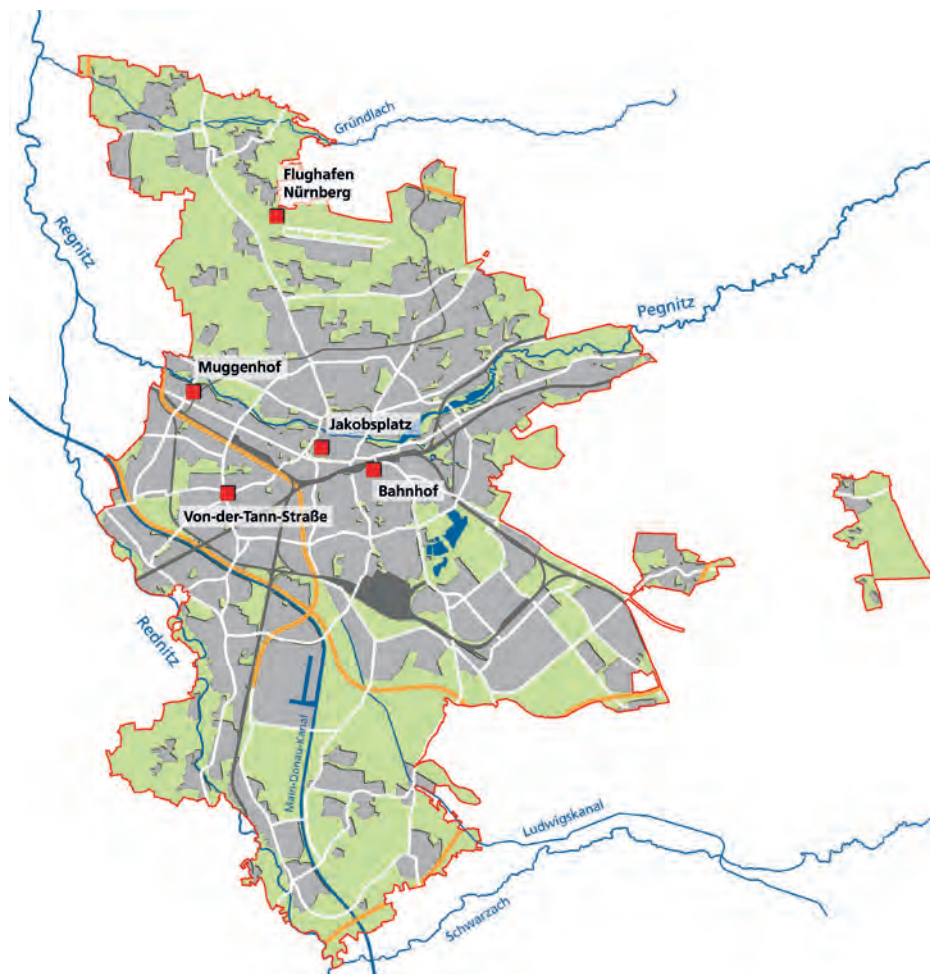 Gründlach
Flughafen
Nürnberg
Regnitz
Pegnitz
Muggenhof
Jakobsplatz
Bahnhof
Von-der-Tann-Straße
Rednitz
Main-Donau-Kanal
Ludwigskanal
Schwarzach